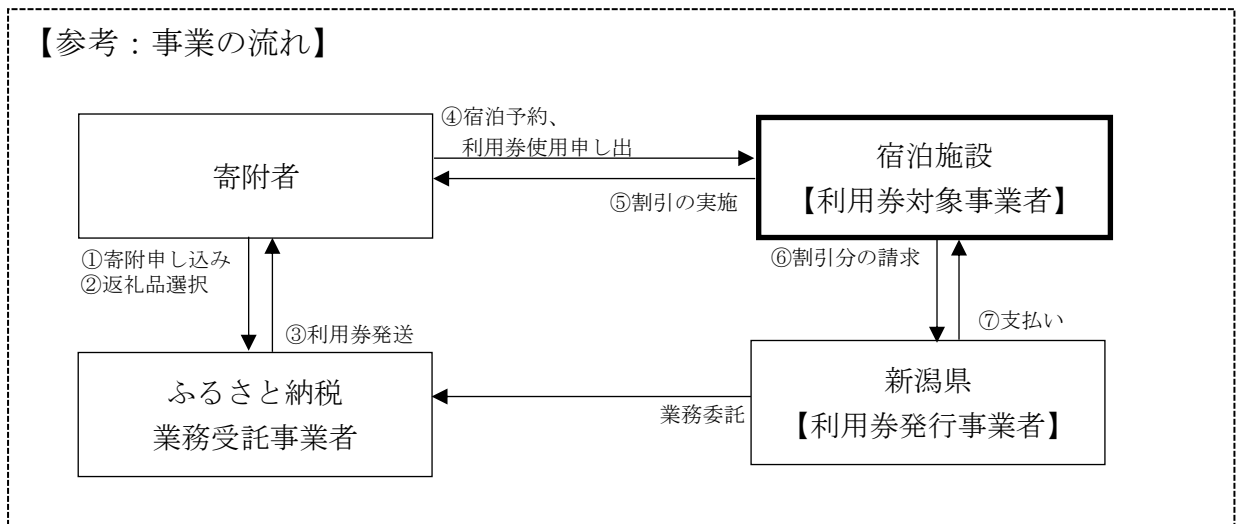 【参考：事業の流れ】
④宿泊予約、
利用券使用申し出
寄附者
宿泊施設
【利用券対象事業者】
⑤割引の実施
①寄附申し込み
②返礼品選択
⑥割引分の請求
③利用券発送
⑦支払い
ふるさと納税
業務受託事業者
業務委託
新潟県
【利用券発行事業者】